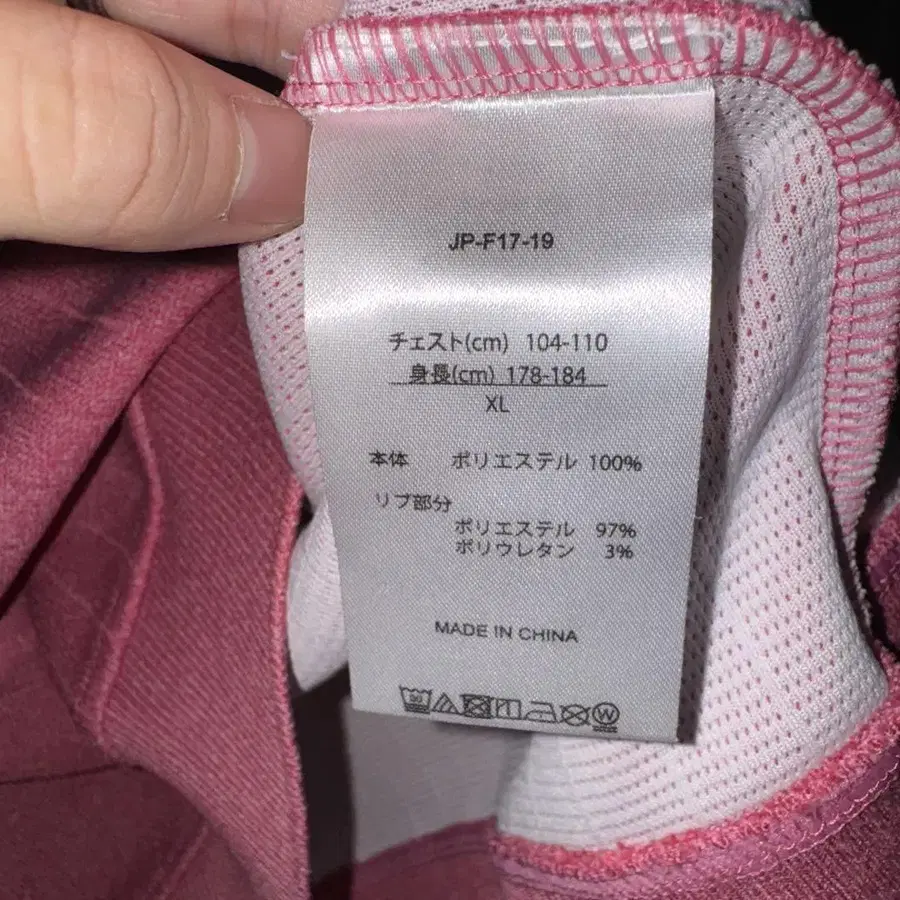 JP-F17-19
チェスト(cm) 104-110
身長(cm) 178-184
XL
本体 ポリエステル 100%
リブ部分
ポリエステル 97%
ポリウレタン 3%
MADE IN CHINA
30
W